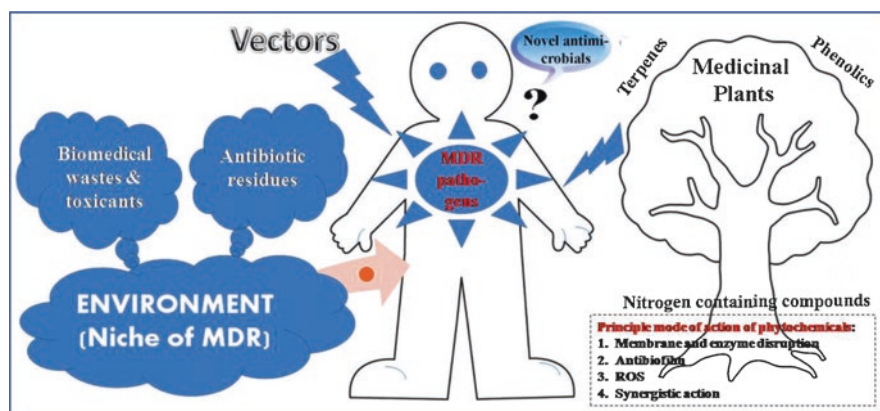 Vectors
Novel antimi-
crobials
?
Terpenes
Phenolics
Medicinal
Plants
Biomedical
wastes &
toxicants
Antibiotic
residues
MDR
patho-
gens
ENVIRONMENT
(Niche of MDR)
Nitrogen containing compounds
Principle mode of action of phytochemicals:
1. Membrane and enzyme disruption
2. Antibiofilm
3. ROS
4. Synergistic action